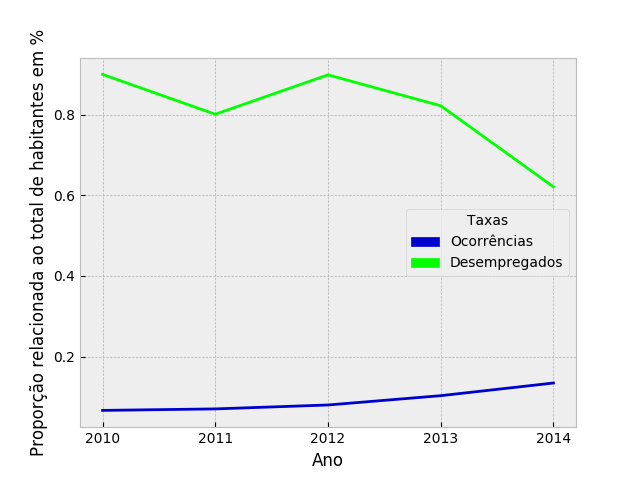 Proporção relacionada ao total de habitantes em %
0.8
0.6
0.4
0.2
Taxas
Ocorrências
Desempregados
2010 2011 2012 2013 2014
Ano